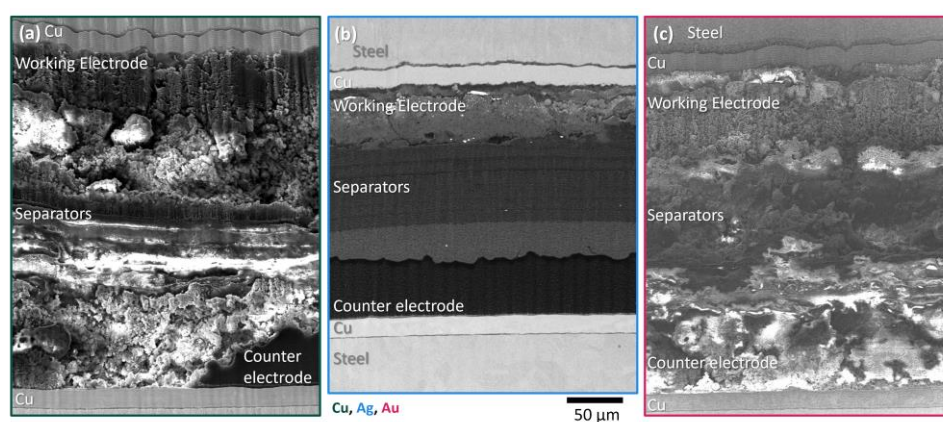 (a) Cu
Working Electrode
Separators
Counter
electrode
Cu
(b)
Steel
Cu
Working Electrode
Separators
Counter electrode
Cu
Steel
(c)
Steel
Cu
Working Electrode
Separators
Counter electrode
Cu
Cu, Ag, Au
50 µm